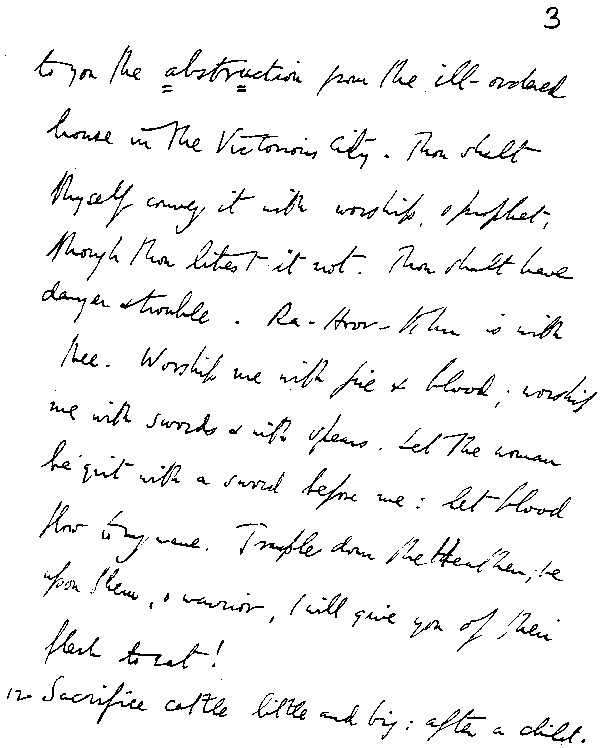 3
to you the abstruction from the ill-ordered
house in the Victorious City. Thou shalt
thyself convey it with worship, o prophet,
though thou likest it not. Thou shalt have
danger & trouble. Ra-Hoor-Khu is with
thee. Worship me with fire & blood; worship
me with swords & with spears. Let the woman
be girt with a sword before me: let blood
flow to my name. Trample down the Heathen; be
upon them, o warrior, I will give you of their
flesh to eat!
12 Sacrifice cattle little and big: after a child.